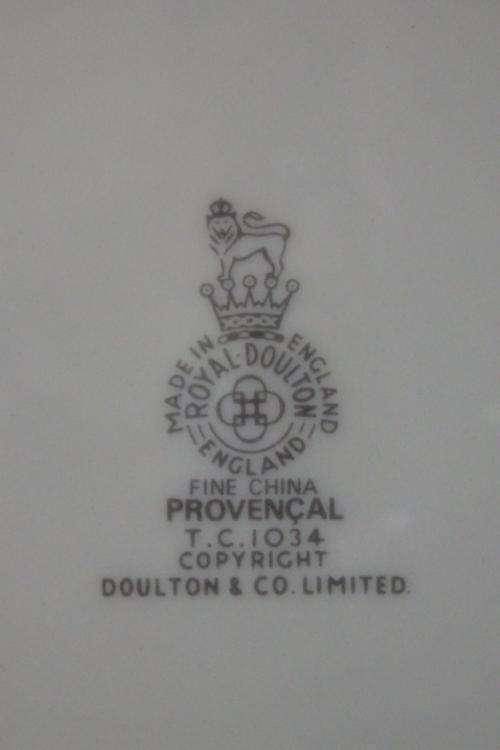 MADE IN ENGLAND
ROYAL·DOULTON
ENGLAND
FINE CHINA
PROVENÇAL
T.C.1034
COPYRIGHT
DOULTON & CO. LIMITED.